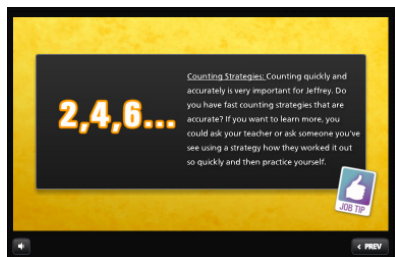 Counting Strategies: Counting quickly and
accurately is very important for Jeffrey. Do
you have fast counting strategies that are
accurate? If you want to learn more, you
could ask your teacher or ask someone you've
see using a strategy how they worked it out
so quickly and then practice yourself.
2,4,6...
JOB TIP
< PREV